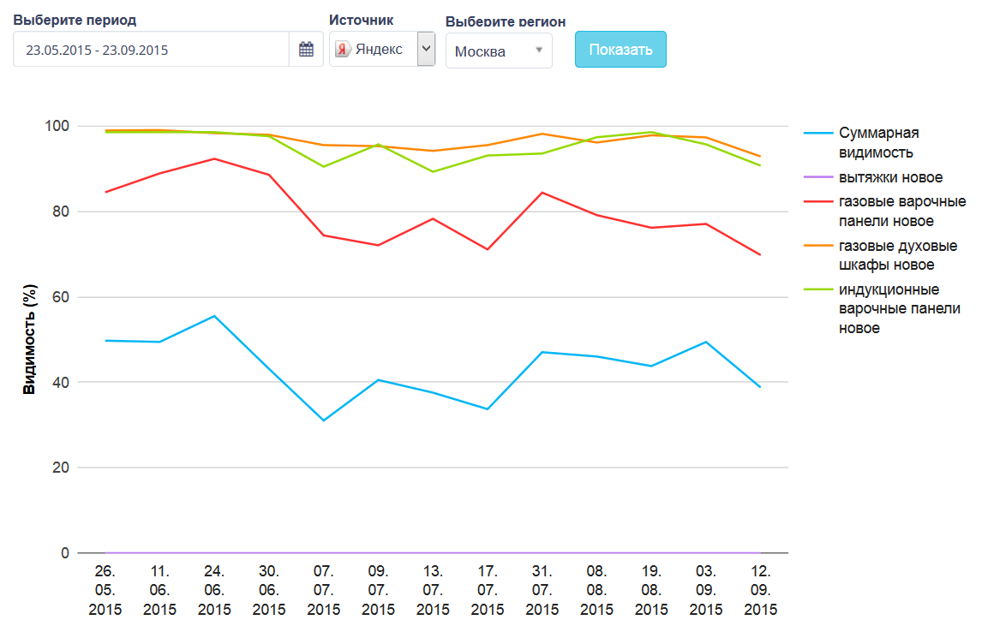 Выберите период
Источник
Выберите регион
23.05.2015 - 23.09.2015
Я Яндекс
Москва
Показать
100
80
60
40
20
0
Видимость (%)
26.
05.
2015
11.
06.
2015
24.
06.
2015
30.
06.
2015
07.
07.
2015
09.
07.
2015
13.
07.
2015
17.
07.
2015
31.
07.
2015
08.
08.
2015
19.
08.
2015
03.
09.
2015
12.
09.
2015
Суммарная
видимость
вытяжки новое
газовые варочные
панели новое
газовые духовые
шкафы новое
индукционные
варочные панели
новое